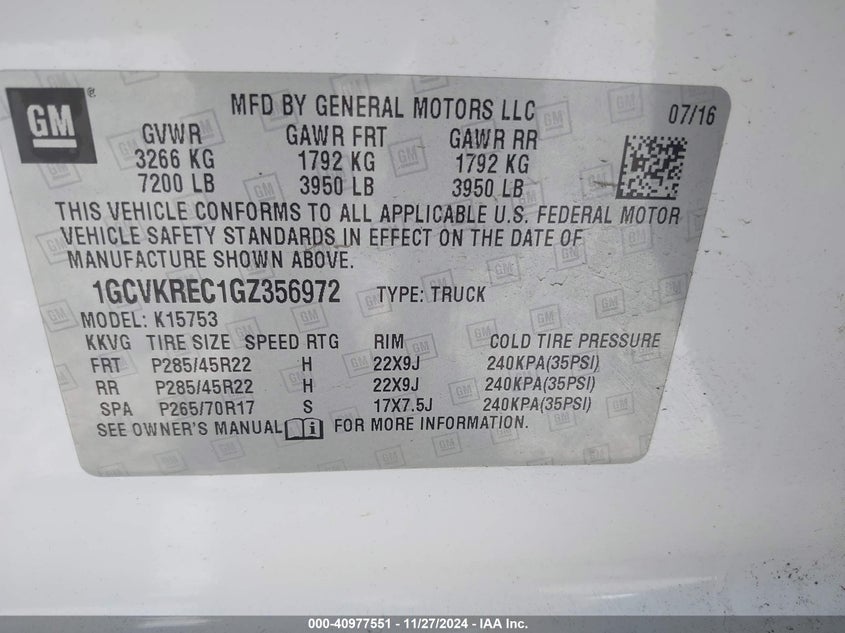 GM ®
MFD BY GENERAL MOTORS LLC 07/16
GVWR GAWR FRT GAWR RR
3266 KG 1792 KG 1792 KG
7200 LB 3950 LB 3950 LB
THIS VEHICLE CONFORMS TO ALL APPLICABLE U.S. FEDERAL MOTOR
VEHICLE SAFETY STANDARDS IN EFFECT ON THE DATE OF
MANUFACTURE SHOWN ABOVE.
1GCVKREC1GZ356972 TYPE: TRUCK
MODEL: K15753
KKVG TIRE SIZE SPEED RTG RIM COLD TIRE PRESSURE
FRT P285/45R22 H 22X9J 240KPA(35PSI)
RR P285/45R22 H 22X9J 240KPA(35PSI)
SPA P265/70R17 S 17X7.5J 240KPA(35PSI)
SEE OWNER'S MANUAL i FOR MORE INFORMATION.
000-40977551 - 11/27/2024 - IAA Inc.